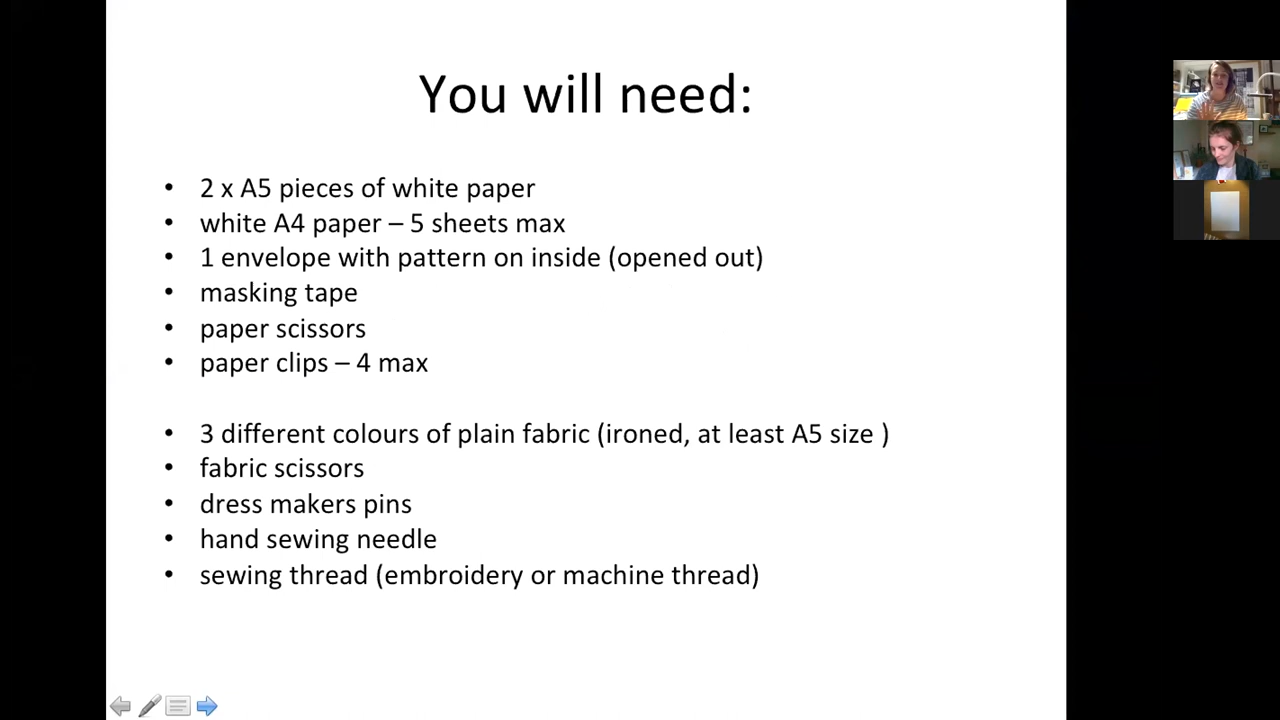 You will need:
• 2 x A5 pieces of white paper
• white A4 paper – 5 sheets max
• 1 envelope with pattern on inside (opened out)
• masking tape
• paper scissors
• paper clips – 4 max
• 3 different colours of plain fabric (ironed, at least A5 size )
• fabric scissors
• dress makers pins
• hand sewing needle
• sewing thread (embroidery or machine thread)